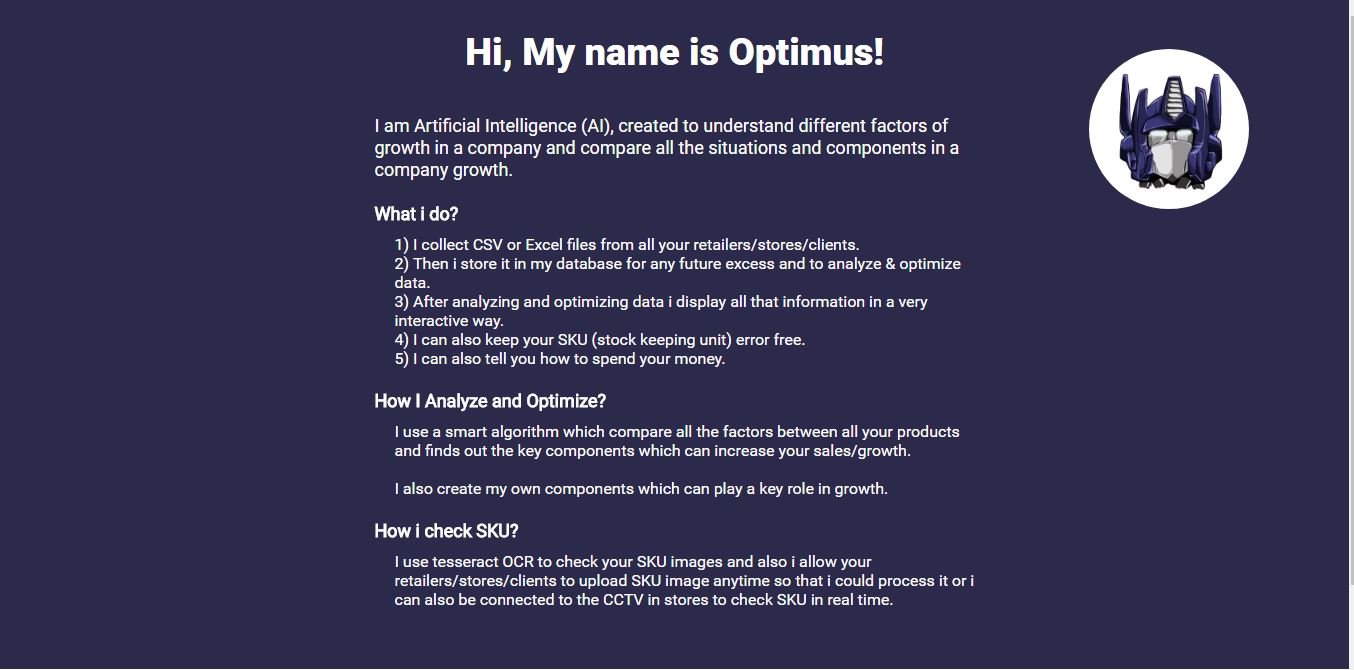 Hi, My name is Optimus!
I am Artificial Intelligence (AI), created to understand different factors of
growth in a company and compare all the situations and components in a
company growth.
What i do?
1) I collect CSV or Excel files from all your retailers/stores/clients.
2) Then i store it in my database for any future excess and to analyze & optimize
data.
3) After analyzing and optimizing data i display all that information in a very
interactive way.
4) I can also keep your SKU (stock keeping unit) error free.
5) I can also tell you how to spend your money.
How I Analyze and Optimize?
I use a smart algorithm which compare all the factors between all your products
and finds out the key components which can increase your sales/growth.
I also create my own components which can play a key role in growth.
How i check SKU?
I use tesseract OCR to check your SKU images and also i allow your
retailers/stores/clients to upload SKU image anytime so that i could process it or i
can also be connected to the CCTV in stores to check SKU in real time.